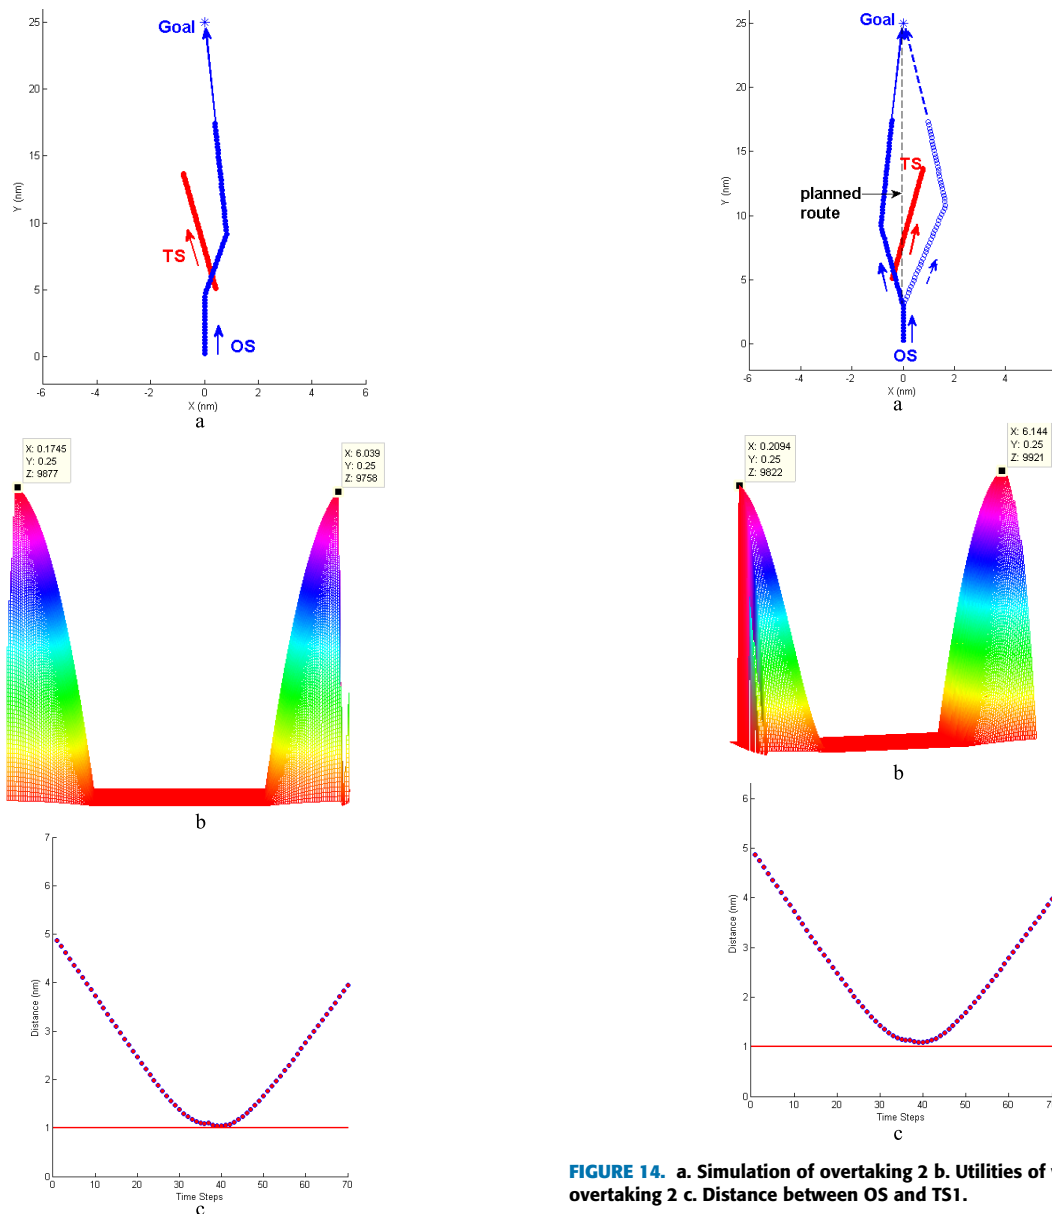 25
Goal
20
15
Y (nm)
10
TS
5
OS
0
-6
-4
-2
0
2
4
6
X (nm)
a
X: 0.1745
Y: 0.25
Z: 9877
X: 6.039
Y: 0.25
Z: 9758
b
7
6
5
4
Distance (nm)
3
2
1
0
0
10
20
30
40
50
60
70
Time Steps
c
25
Goal
20
15
TS
planned
route
Y (nm)
10
5
0
OS
-6
-4
-2
0
2
4
X (nm)
a
X: 0.2094
Y: 0.25
Z: 9822
X: 6.144
Y: 0.25
Z: 9921
b
6
5
4
Distance (nm)
3
2
1
0
0
10
20
30
40
50
60
Time Steps
c
FIGURE 14. a. Simulation of overtaking 2 b. Utilities of
overtaking 2 c. Distance between OS and TS1.